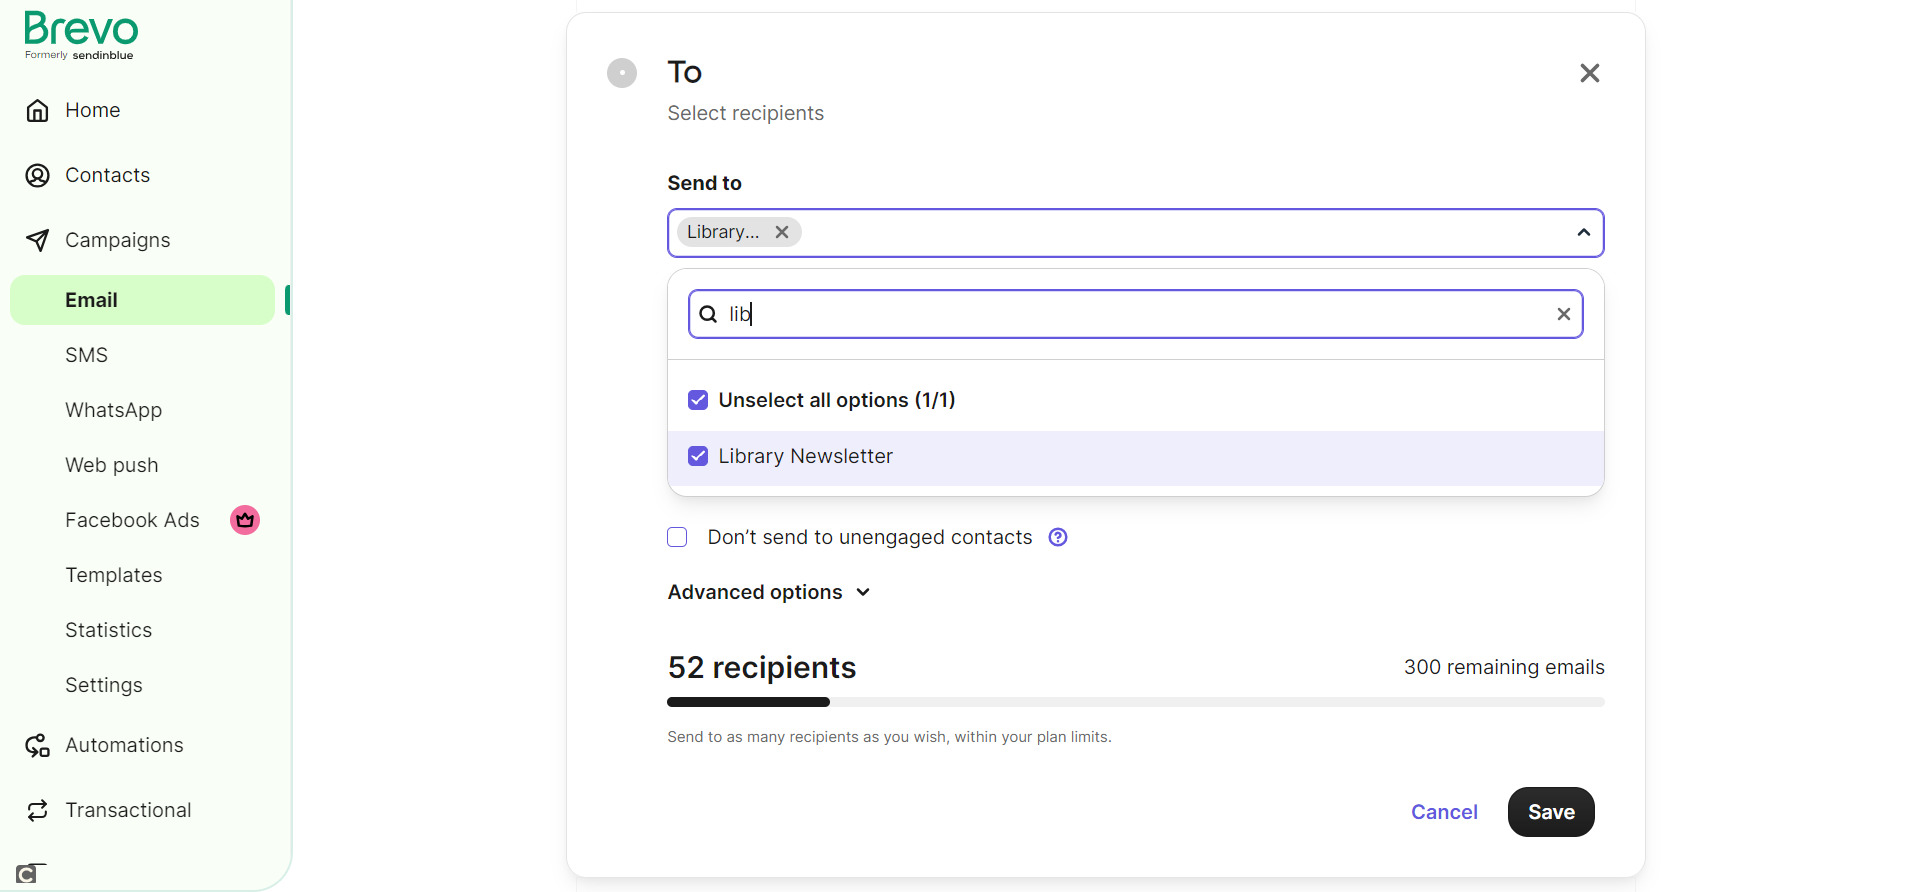 Brevo
Formerly sendinblue
Home
Contacts
Campaigns
Email
SMS
WhatsApp
Web push
Facebook Ads
Templates
Statistics
Settings
Automations
Transactional
C
To
Select recipients
Send to
Library...
lib
Unselect all options (1/1)
Library Newsletter
Don’t send to unengaged contacts
Advanced options
52 recipients
300 remaining emails
Send to as many recipients as you wish, within your plan limits.
Cancel
Save